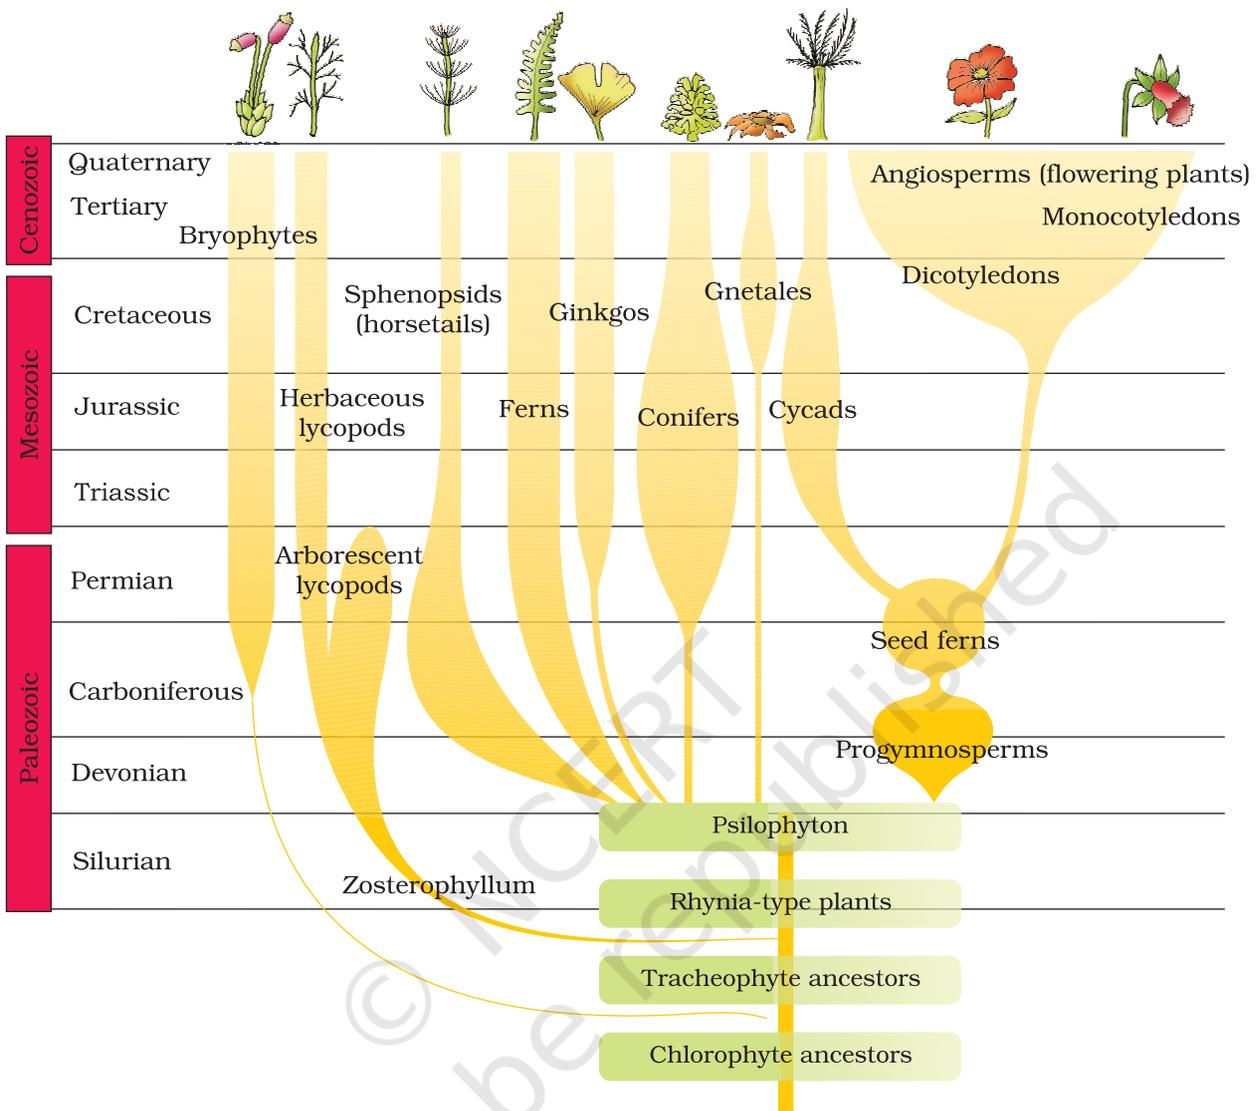 Cenozoic
Quaternary
Tertiary
Bryophytes
Angiosperms (flowering plants)
Monocotyledons
Mesozoic
Dicotyledons
Cretaceous
Sphenopsids
(horsetails)
Ginkgos
Gnetales
Jurassic
Herbaceous
lycopods
Ferns
Conifers
Cycads
Triassic
Paleozoic
Permian
Arborescent
lycopods
Seed ferns
Carboniferous
Progymnosperms
Devonian
Psilophyton
Silurian
Zosterophyllum
Rhynia-type plants
Tracheophyte ancestors
Chlorophyte ancestors
© NCERT
be republished